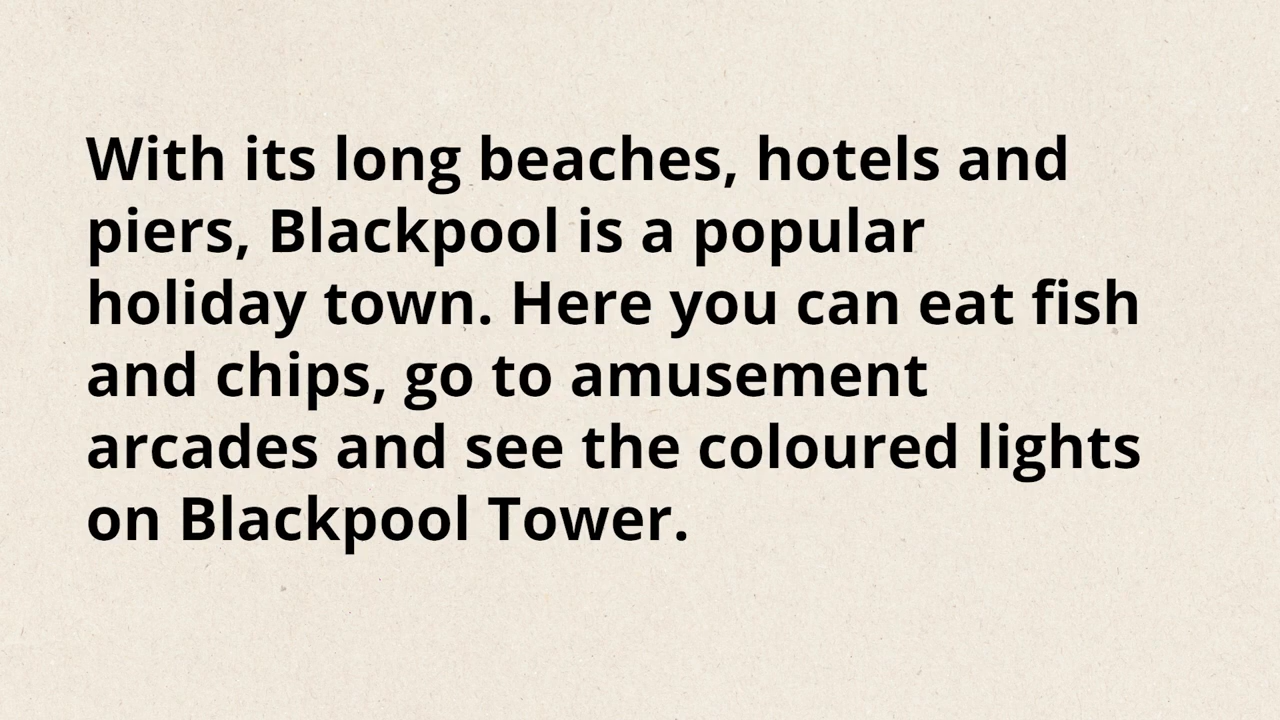 With its long beaches, hotels and
piers, Blackpool is a popular
holiday town. Here you can eat fish
and chips, go to amusement
arcades and see the coloured lights
on Blackpool Tower.